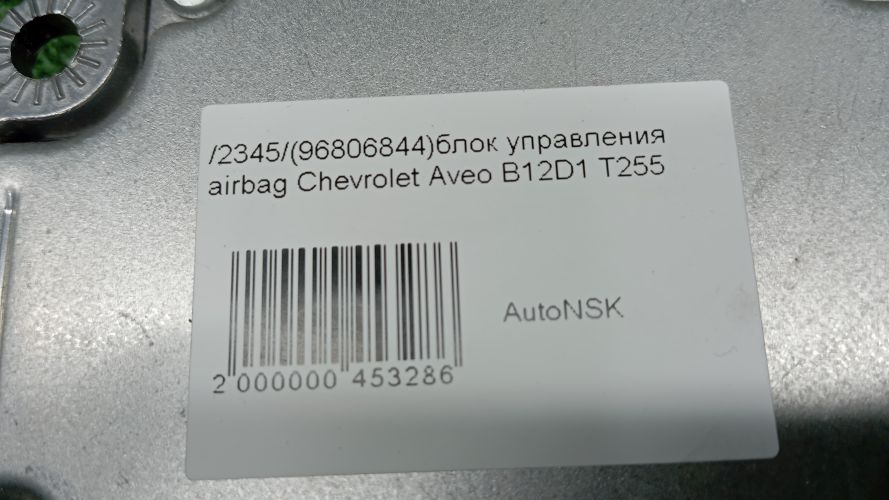 /2345/(96806844)блок управления
airbag Chevrolet Aveo B12D1 T255
AutoNSK
2 000000 453286